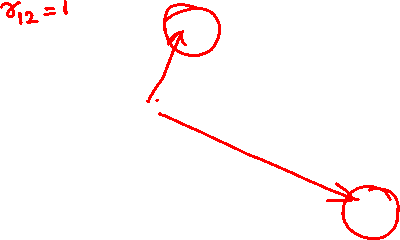 r₁₂ = 1